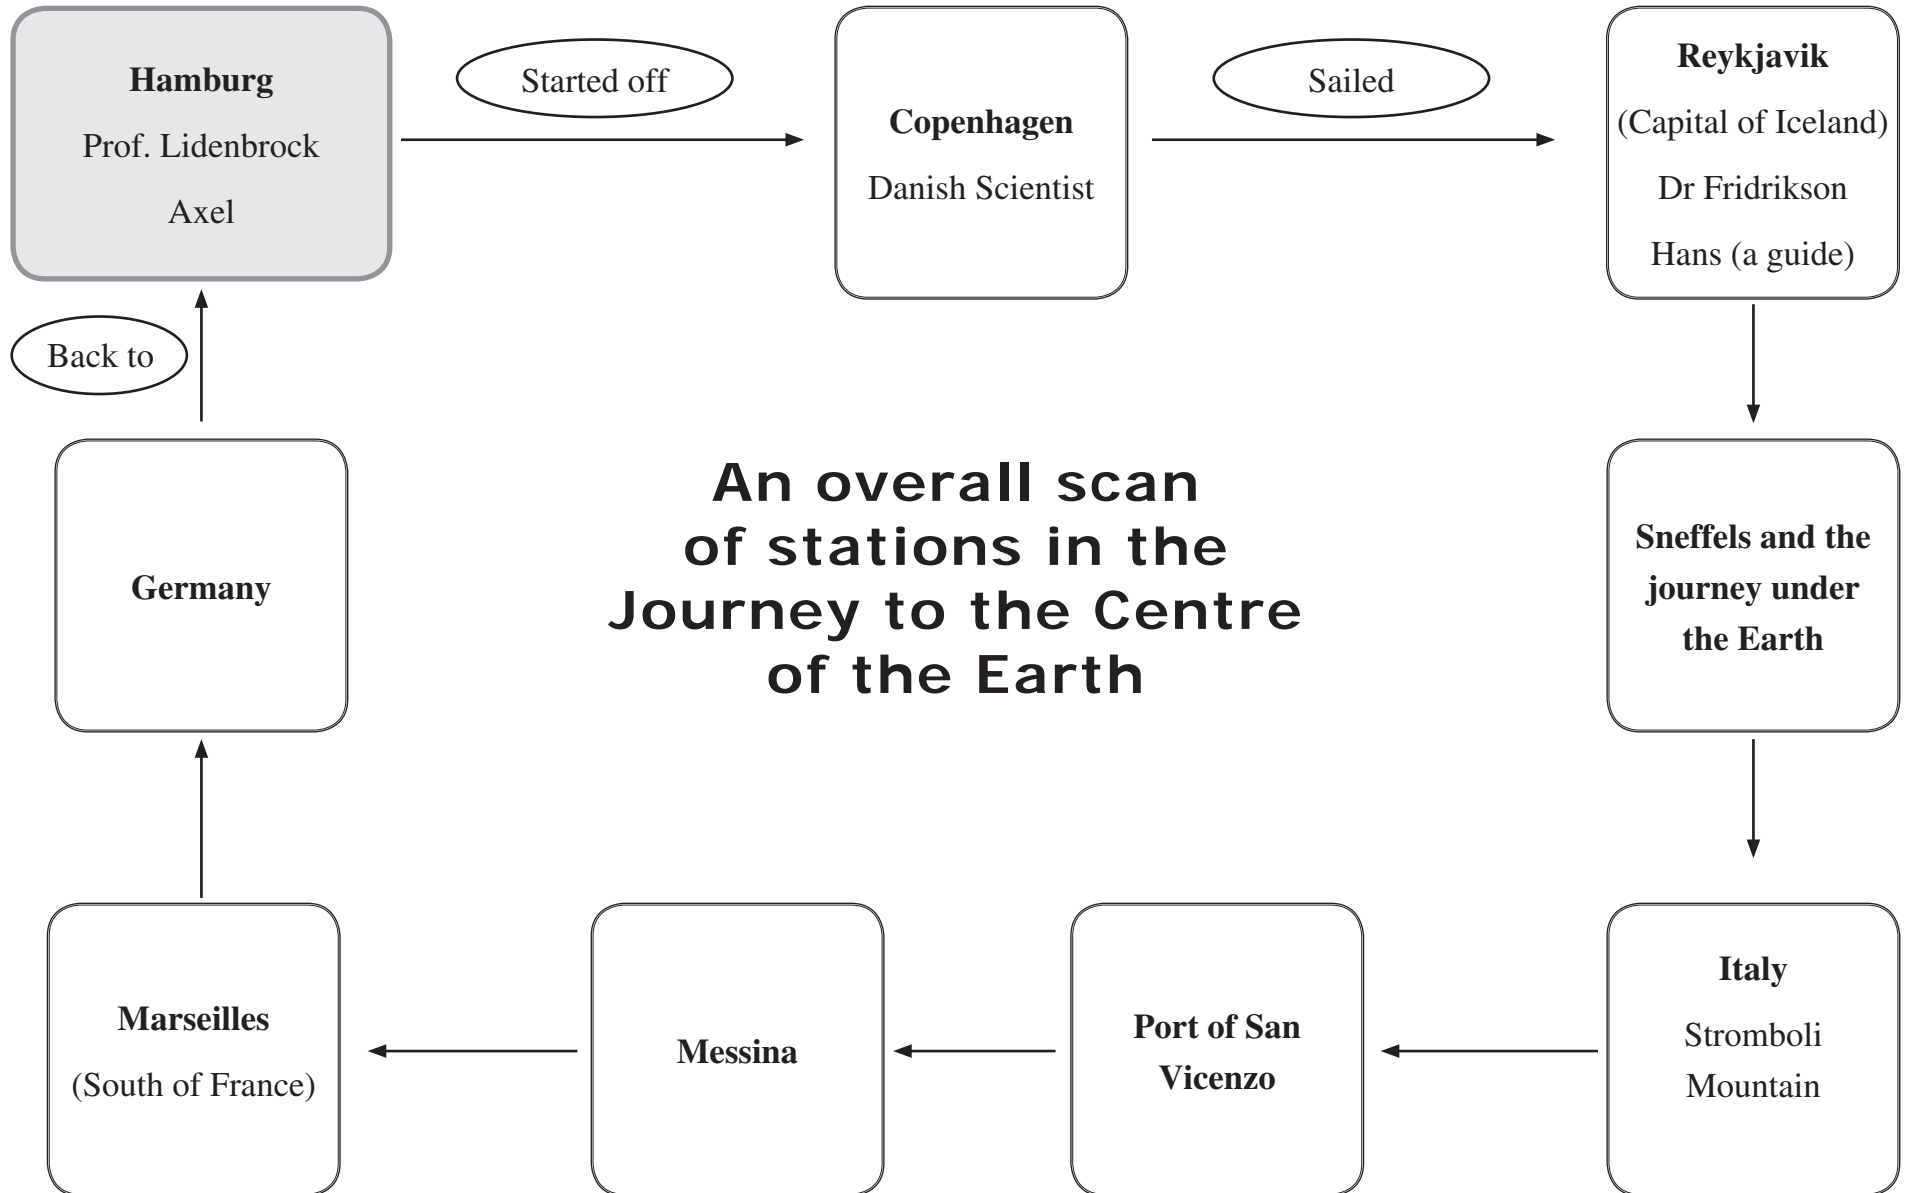 Hamburg
Prof. Lidenbrock
Axel
Started off
Copenhagen
Danish Scientist
Sailed
Reykjavik
(Capital of Iceland)
Dr Fridrikson
Hans (a guide)
Back to
Germany
An overall scan
of stations in the
Journey to the Centre
of the Earth
Sneffels and the
journey under
the Earth
Marseilles
(South of France)
Messina
Port of San
Vicenzo
Italy
Stromboli
Mountain